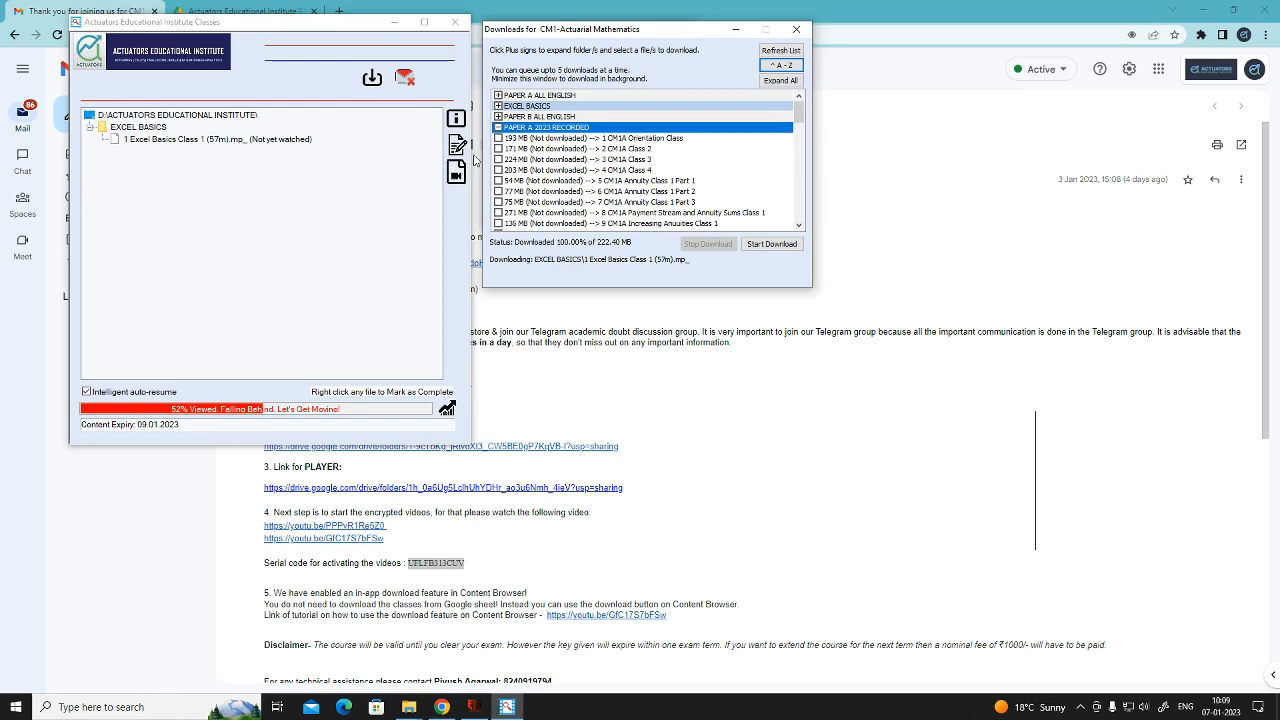 Thank you for joining us for
Actuators Educational Institute Classes
ACTUATORS
ACTUATORS EDUCATIONAL INSTITUTE
D:\ACTUATORS EDUCATIONAL INSTITUTE\
EXCEL BASICS
1 Excel Basics Class 1 (57m).mp_ (Not yet watched)
Intelligent auto-resume
Right click any file to Mark as Complete
52% Viewed. Falling Behind. Let's Get Moving!
Content Expiry: 09.01.2023
Downloads for CM1-Actuarial Mathematics
Click Plus signs to expand folder/s and select a file/s to download.
Refresh List
You can queue upto 5 downloads at a time.
Minimise this window to download in background.
^ A - Z
Expand All
PAPER A ALL ENGLISH
EXCEL BASICS
PAPER B ALL ENGLISH
PAPER A 2023 RECORDED
193 MB (Not downloaded) --> 1 CM1A Orientation Class
171 MB (Not downloaded) --> 2 CM1A Class 2
224 MB (Not downloaded) --> 3 CM1A Class 3
203 MB (Not downloaded) --> 4 CM1A Class 4
94 MB (Not downloaded) --> 5 CM1A Annuity Class 1 Part 1
77 MB (Not downloaded) --> 6 CM1A Annuity Class 1 Part 2
75 MB (Not downloaded) --> 7 CM1A Annuity Class 1 Part 3
271 MB (Not downloaded) --> 8 CM1A Payment Stream and Annuity Sums Class 1
136 MB (Not downloaded) --> 9 CM1A Increasing Anuuities Class 1
Status: Downloaded 100.00% of 222.40 MB
Stop Download
Start Download
Downloading: EXCEL BASICS\1 Excel Basics Class 1 (57m).mp_
Active
ACTUATORS
86
Mail
Chat
Spaces
Meet
3 Jan 2023, 15:08 (4 days ago)
store & join our Telegram academic doubt discussion group. It is very important to join our Telegram group because all the important communication is done in the Telegram group. It is advisable that the
es in a day, so that they don't miss out on any important information.
3. Link for PLAYER:
https://drive.google.com/drive/folders/1h_0a6Ug5LclhUhYDHr_ao3u6Nmh_4ieV?usp=sharing
4. Next step is to start the encrypted videos, for that please watch the following video:
https://youtu.be/PPPvR1Re5Z0
https://youtu.be/GfC17S7bFSw
Serial code for activating the videos : UFLFB313CUV
5. We have enabled an in-app download feature in Content Browser!
You do not need to download the classes from Google sheet! Instead you can use the download button on Content Browser.
Link of tutorial on how to use the download feature on Content Browser - https://youtu.be/GfC17S7bFSw
Disclaimer- The course will be valid until you clear your exam. However the key given will expire within one exam term. If you want to extend the course for the next term then a nominal fee of ₹1000/- will have to be paid.
For any technical assistance please contact Piyush Agarwal: 8240919794
Type here to search
18°C Sunny
ENG
10:09
07-01-2023